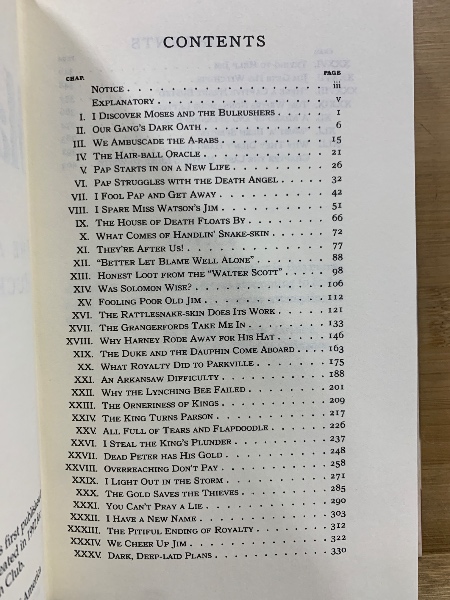 CONTENTS
CHAP. PAGE
NOTICE . . . . . . . . . . . . . . . . . . . iii
EXPLANATORY . . . . . . . . . . . . . . . . v
I. I DISCOVER MOSES AND THE BULRUSHERS . . . . . 1
II. OUR GANG'S DARK OATH . . . . . . . . . . . 6
III. WE AMBUSCADE THE A-RABS . . . . . . . . . . 15
IV. THE HAIR-BALL ORACLE . . . . . . . . . . . 21
V. PAP STARTS IN ON A NEW LIFE . . . . . . . . . 26
VI. PAP STRUGGLES WITH THE DEATH ANGEL . . . . . 32
VII. I FOOL PAP AND GET AWAY . . . . . . . . . . 42
VIII. I SPARE MISS WATSON'S JIM . . . . . . . . . . 51
IX. THE HOUSE OF DEATH FLOATS BY . . . . . . . . 66
X. WHAT COMES OF HANDLIN' SNAKE-SKIN . . . . . . 72
XI. THEY'RE AFTER US! . . . . . . . . . . . . . 77
XII. "BETTER LET BLAME WELL ALONE" . . . . . . . . 88
XIII. HONEST LOOT FROM THE "WALTER SCOTT" . . . . . 98
XIV. WAS SOLOMON WISE? . . . . . . . . . . . . . 106
XV. FOOLING POOR OLD JIM . . . . . . . . . . . . 112
XVI. THE RATTLESNAKE-SKIN DOES ITS WORK . . . . . 121
XVII. THE GRANGERFORDS TAKE ME IN . . . . . . . . 133
XVIII. WHY HARNEY RODE AWAY FOR HIS HAT . . . . . . 146
XIX. THE DUKE AND THE DAUPHIN COME ABOARD . . . . 163
XX. WHAT ROYALTY DID TO PARKVILLE . . . . . . . . 175
XXI. AN ARKANSAW DIFFICULTY . . . . . . . . . . . 188
XXII. WHY THE LYNCHING BEE FAILED . . . . . . . . . 201
XXIII. THE ORNERINESS OF KINGS . . . . . . . . . . 209
XXIV. THE KING TURNS PARSON . . . . . . . . . . . 217
XXV. ALL FULL OF TEARS AND FLAPDOODLE . . . . . . 226
XXVI. I STEAL THE KING'S PLUNDER . . . . . . . . . 237
XXVII. DEAD PETER HAS HIS GOLD . . . . . . . . . . 248
XXVIII. OVERREACHING DON'T PAY . . . . . . . . . . . 258
XXIX. I LIGHT OUT IN THE STORM . . . . . . . . . . 271
XXX. THE GOLD SAVES THE THIEVES . . . . . . . . . 285
XXXI. YOU CAN'T PRAY A LIE . . . . . . . . . . . . 290
XXXII. I HAVE A NEW NAME . . . . . . . . . . . . . 303
XXXIII. THE PITIFUL ENDING OF ROYALTY . . . . . . . . 312
XXXIV. WE CHEER UP JIM . . . . . . . . . . . . . . 322
XXXV. DARK, DEEP-LAID PLANS . . . . . . . . . . . 330
s first published
Club.
America